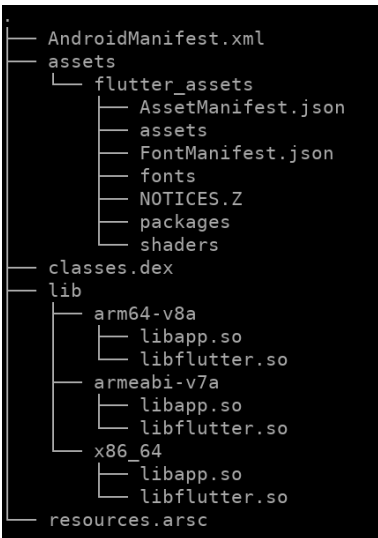 .
├── AndroidManifest.xml
├── assets
│   └── flutter_assets
│       ├── AssetManifest.json
│       ├── assets
│       ├── FontManifest.json
│       ├── fonts
│       ├── NOTICES.Z
│       ├── packages
│       └── shaders
├── classes.dex
├── lib
│   ├── arm64-v8a
│   │   ├── libapp.so
│   │   └── libflutter.so
│   ├── armeabi-v7a
│   │   ├── libapp.so
│   │   └── libflutter.so
│   └── x86_64
│       ├── libapp.so
│       └── libflutter.so
└── resources.arsc